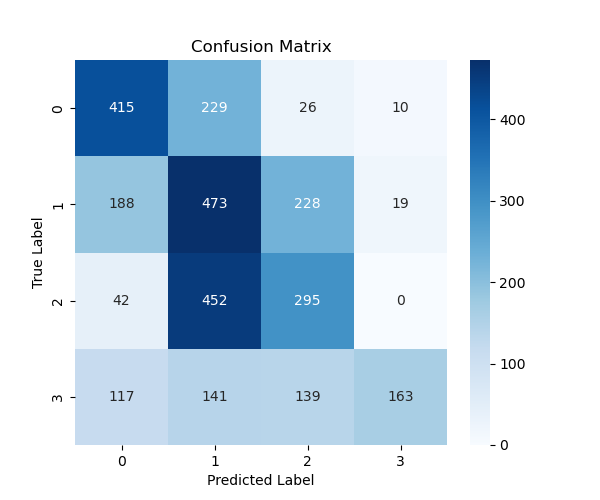 Confusion Matrix
True Label
0
415 229 26 10
1
188 473 228 19
2
42 452 295 0
3
117 141 139 163
0 1 2 3
Predicted Label
400
300
200
100
0